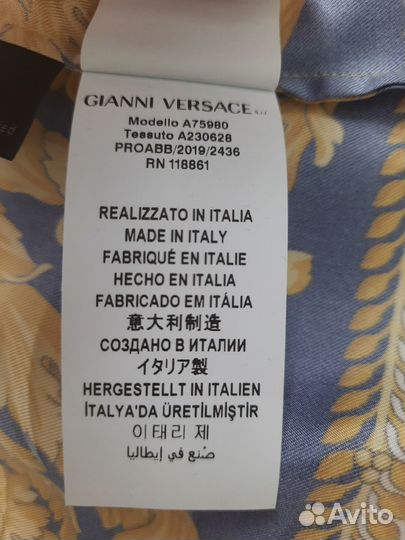 GIANNI VERSACE S.r.l.
Modello A75980
Tessuto A230628
PROABB/2019/2436
RN 118861
REALIZZATO IN ITALIA
MADE IN ITALY
FABRIQUÉ EN ITALIE
HECHO EN ITALIA
FABRICADO EM ITÁLIA
意大利制造
СОЗДАНО В ИТАЛИИ
イタリア製
HERGESTELLT IN ITALIEN
İTALYA'DA ÜRETİLMİŞTİR
이태리 제
صنع في إيطاليا
Avito